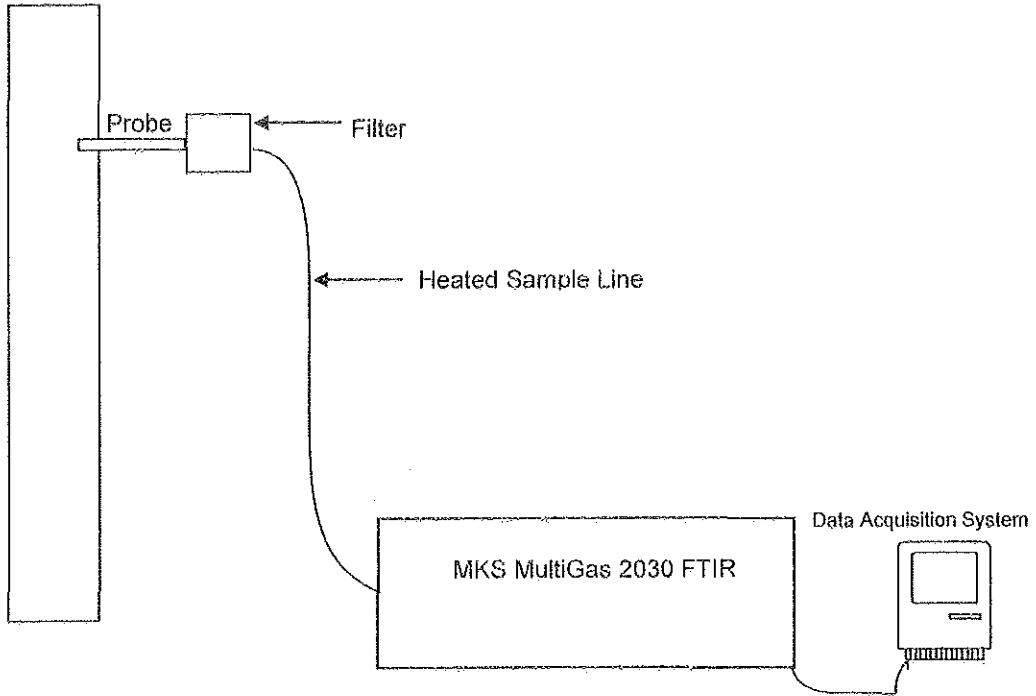 Probe
Filter
Heated Sample Line
Data Acquisition System
MKS MultiGas 2030 FTIR